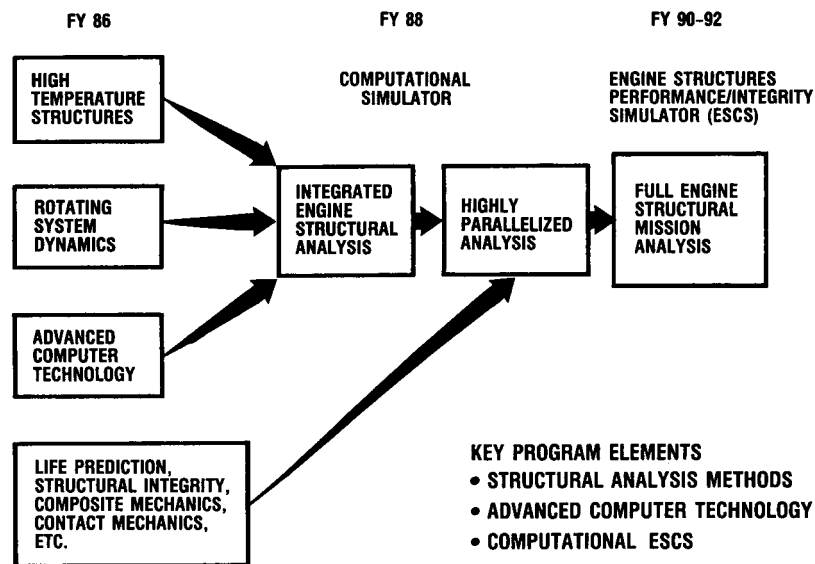 FY 86
FY 88
FY 90-92
HIGH
TEMPERATURE
STRUCTURES
COMPUTATIONAL
SIMULATOR
ENGINE STRUCTURES
PERFORMANCE/INTEGRITY
SIMULATOR (ESCS)
ROTATING
SYSTEM
DYNAMICS
INTEGRATED
ENGINE
STRUCTURAL
ANALYSIS
HIGHLY
PARALLELIZED
ANALYSIS
FULL ENGINE
STRUCTURAL
MISSION
ANALYSIS
ADVANCED
COMPUTER
TECHNOLOGY
LIFE PREDICTION,
STRUCTURAL INTEGRITY,
COMPOSITE MECHANICS,
CONTACT MECHANICS,
ETC.
KEY PROGRAM ELEMENTS
• STRUCTURAL ANALYSIS METHODS
• ADVANCED COMPUTER TECHNOLOGY
• COMPUTATIONAL ESCS